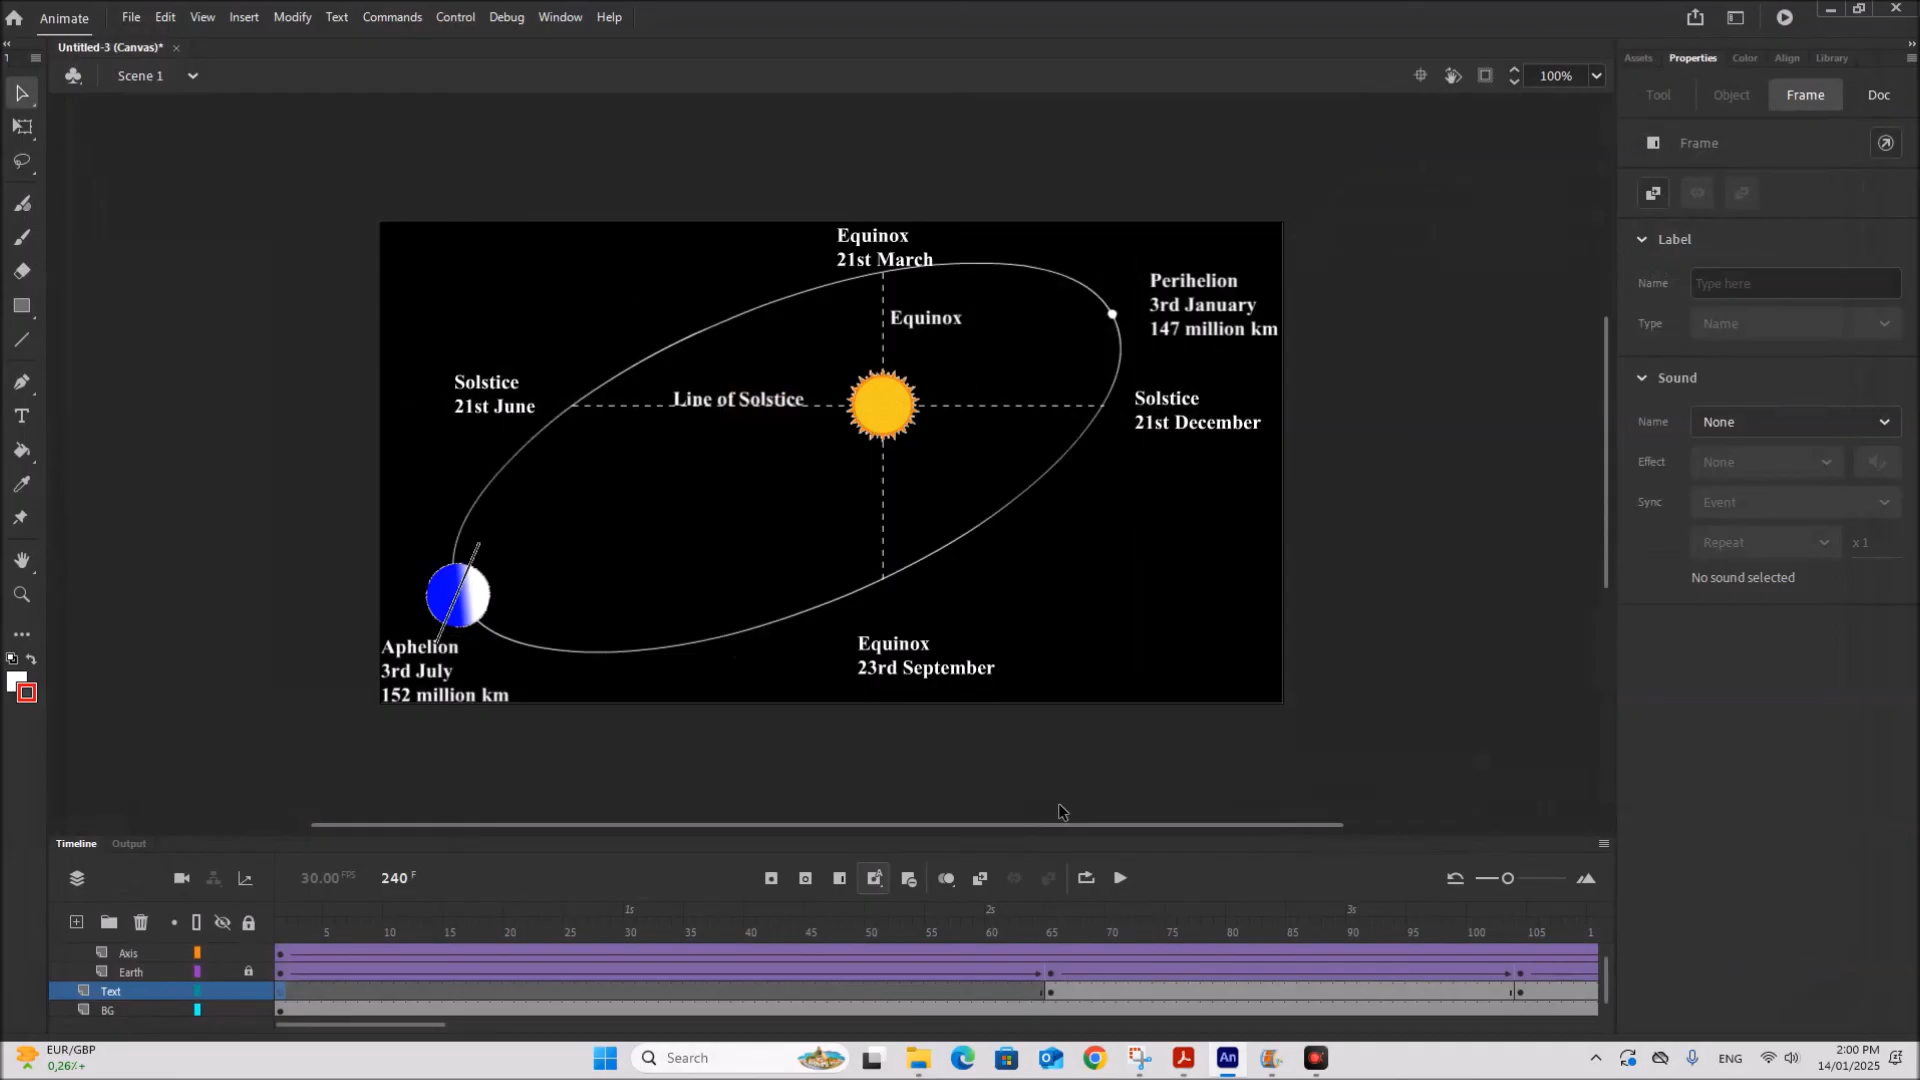 Animate
File Edit View Insert Modify Text Commands Control Debug Window Help
Untitled-3 (Canvas)*
Scene 1
100%
Assets Properties Color Align Library
Tool Object Frame Doc
Frame
Label
Name Type here
Type Name
Sound
Name None
Effect None
Sync Event
Repeat x 1
No sound selected
Equinox
21st March
Perihelion
3rd January
147 million km
Equinox
Solstice
21st June
Line of Solstice
Solstice
21st December
Equinox
23rd September
Aphelion
3rd July
152 million km
Timeline Output
30.00 FPS 240 F
1s 2s 3s
5 10 15 20 25 30 35 40 45 50 55 60 65 70 75 80 85 90 95 100 105 1
Axis
Earth
Text
BG
EUR/GBP
0,26%
Search
An
ENG
2:00 PM
14/01/2025